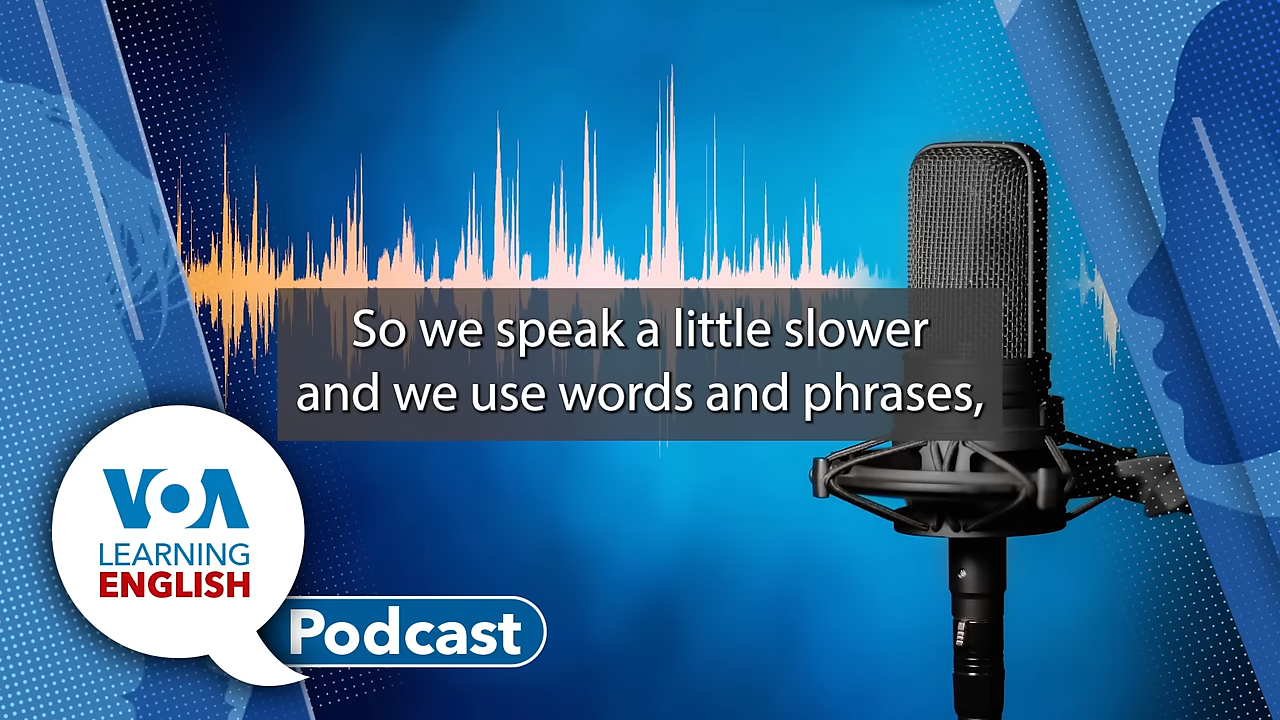 So we speak a little slower
and we use words and phrases,
VOA
LEARNING
ENGLISH
Podcast